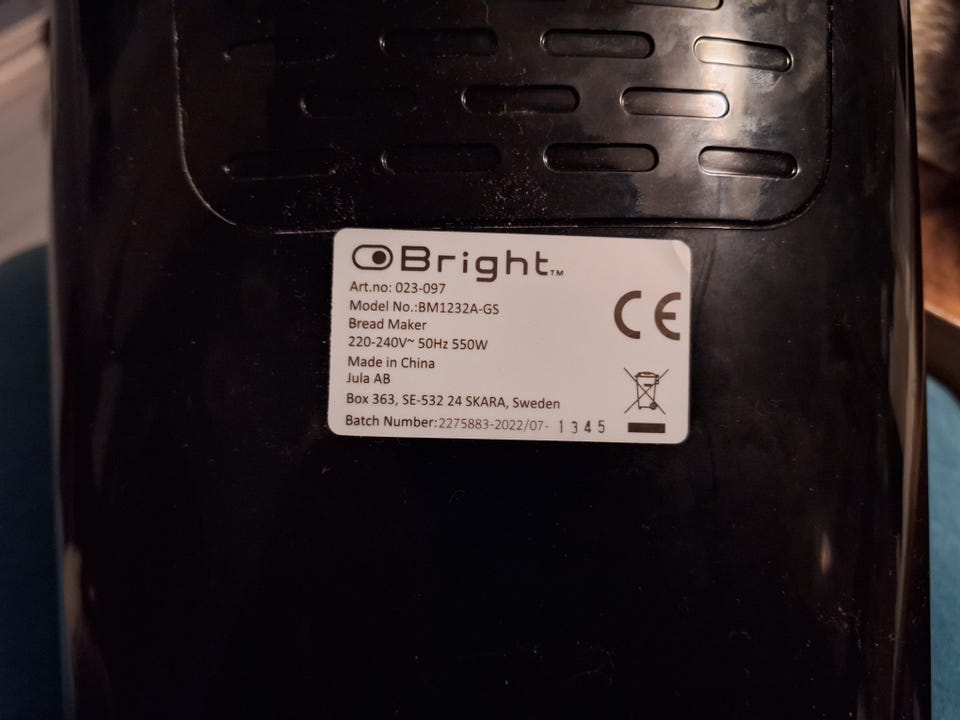 Bright™
Art.no: 023-097
Model No.:BM1232A-GS
Bread Maker
220-240V~ 50Hz 550W
Made in China
Jula AB
Box 363, SE-532 24 SKARA, Sweden
Batch Number:2275883-2022/07- 1345
CE